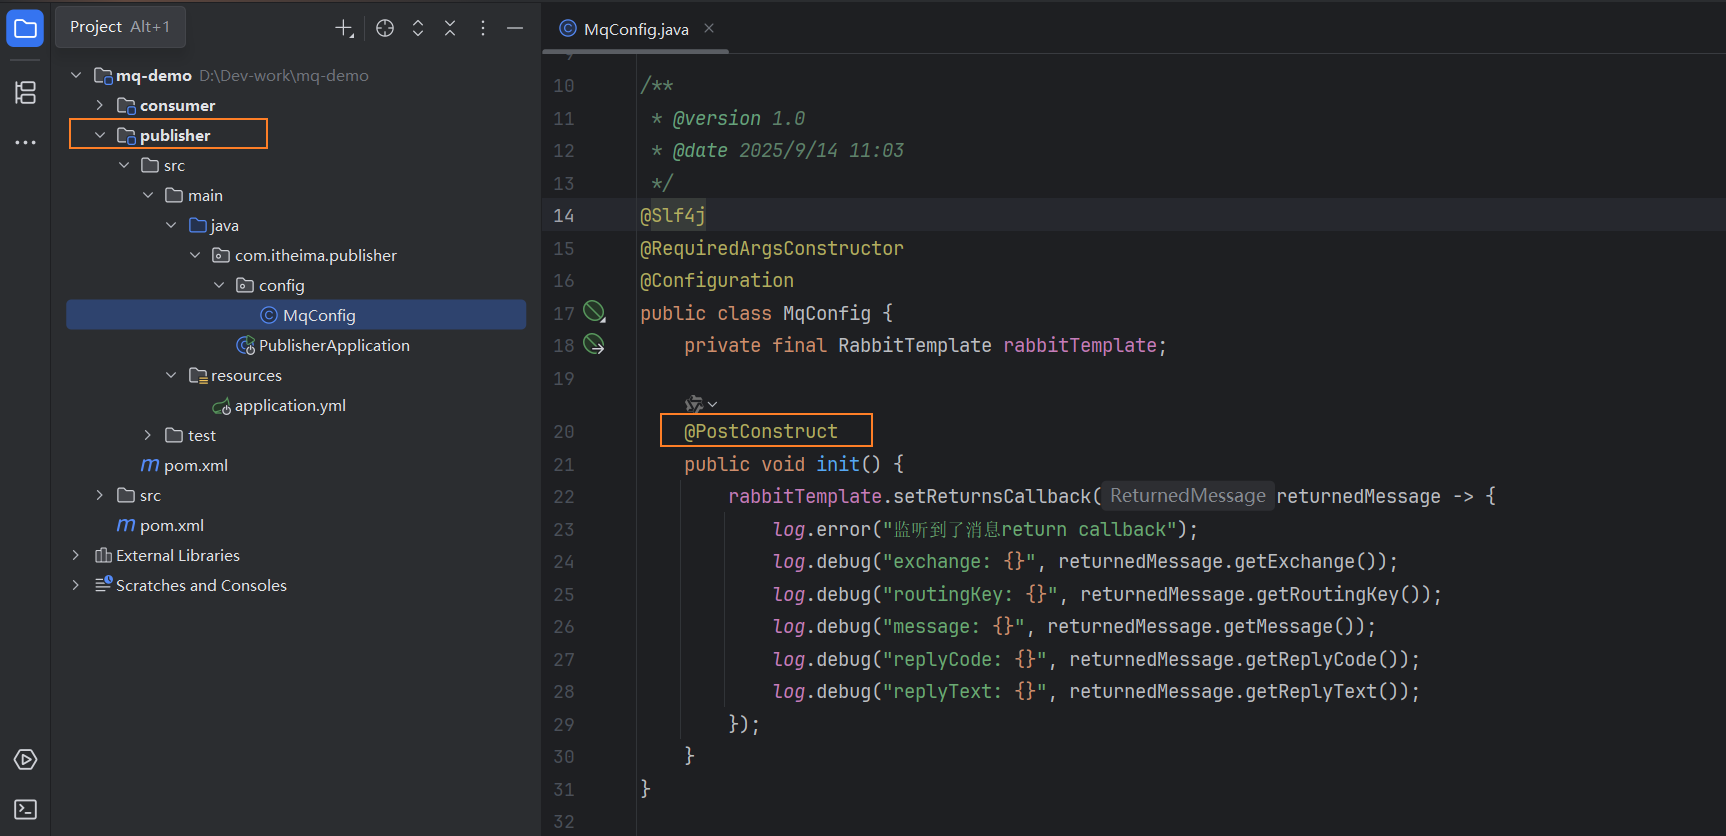 Project Alt+1
mq-demo D:\Dev-work\mq-demo
consumer
publisher
src
main
java
com.itheima.publisher
config
MqConfig
PublisherApplication
resources
application.yml
test
pom.xml
src
pom.xml
External Libraries
Scratches and Consoles
MqConfig.java
10 /**
11 * @version 1.0
12 * @date 2025/9/14 11:03
13 */
14 @Slf4j
15 @RequiredArgsConstructor
16 @Configuration
17 public class MqConfig {
18 private final RabbitTemplate rabbitTemplate;
19
20 @PostConstruct
21 public void init() {
22 rabbitTemplate.setReturnsCallback( ReturnedMessage returnedMessage -> {
23 log.error("监听到了消息return callback");
24 log.debug("exchange: {}", returnedMessage.getExchange());
25 log.debug("routingKey: {}", returnedMessage.getRoutingKey());
26 log.debug("message: {}", returnedMessage.getMessage());
27 log.debug("replyCode: {}", returnedMessage.getReplyCode());
28 log.debug("replyText: {}", returnedMessage.getReplyText());
29 });
30 }
31 }
32